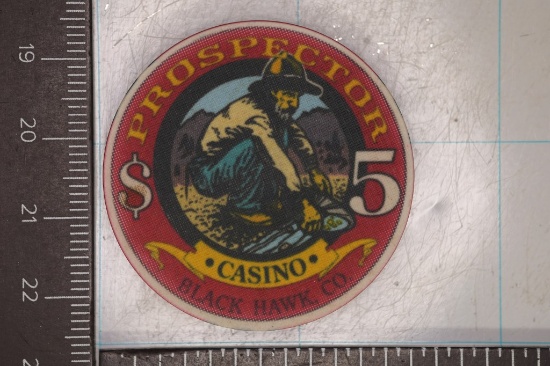 PROSPECTOR
$ 5
• CASINO •
BLACK HAWK, CO.
19
20
21
22